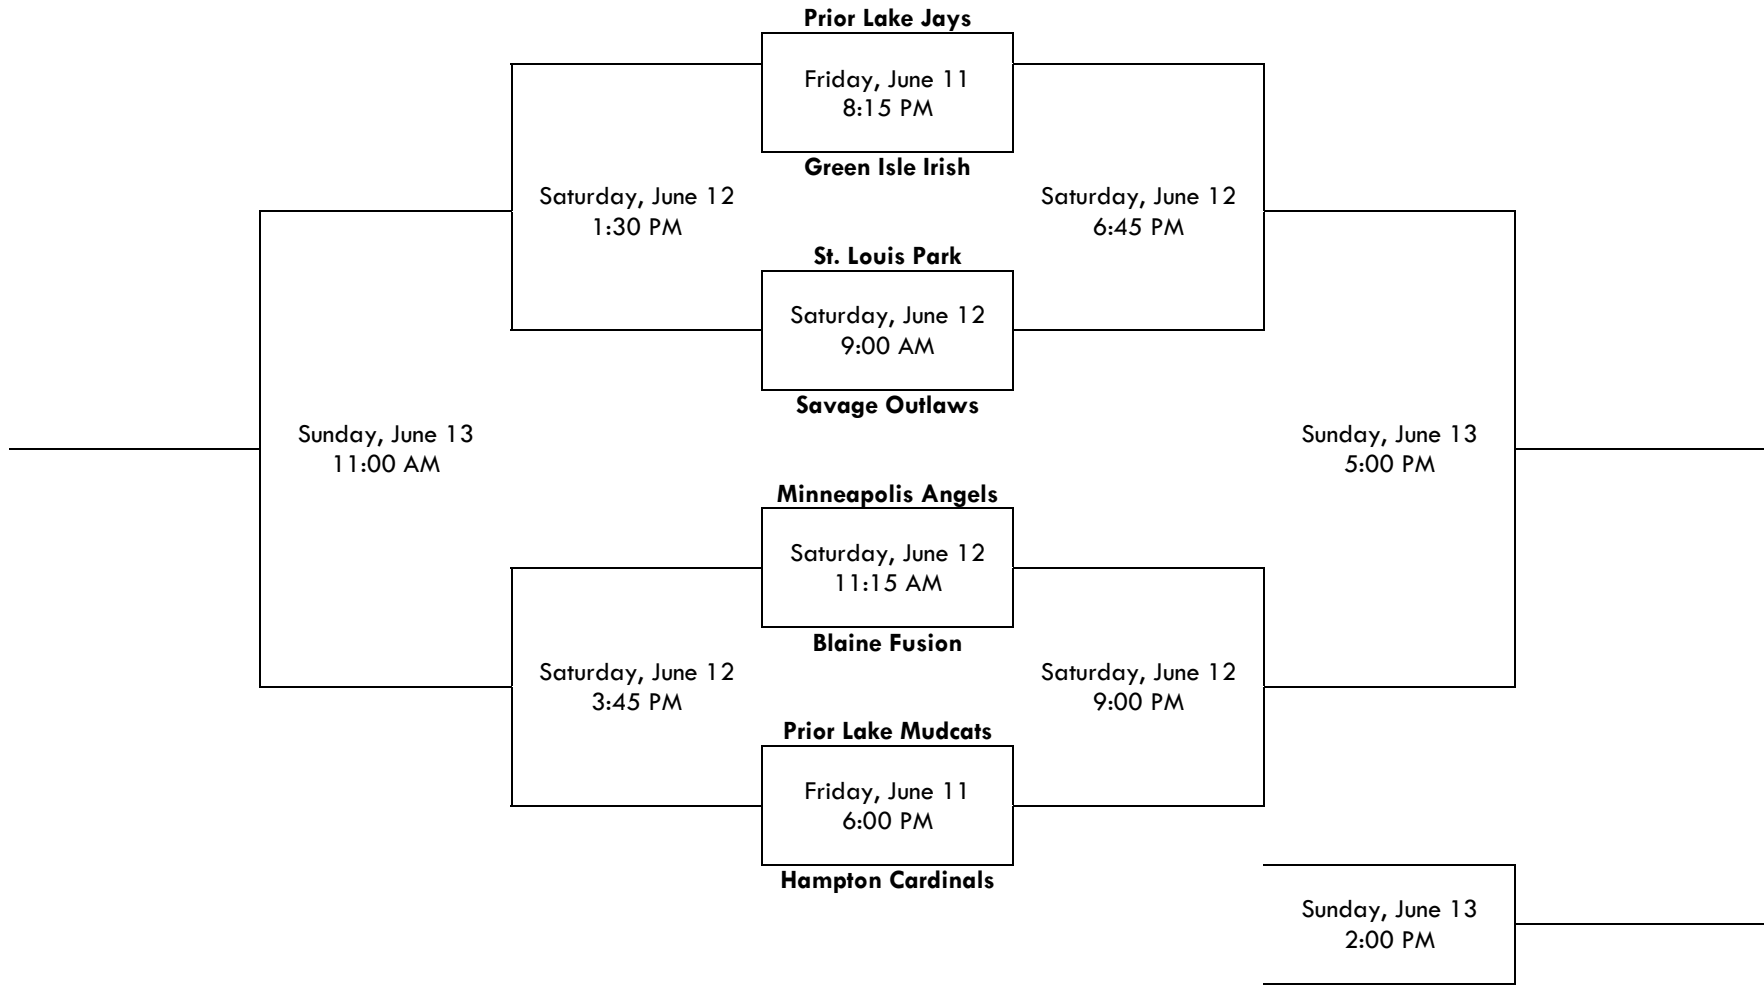 Prior Lake Jays
Friday, June 11
8:15 PM
Green Isle Irish
Saturday, June 12
1:30 PM
Saturday, June 12
6:45 PM
St. Louis Park
Saturday, June 12
9:00 AM
Savage Outlaws
Sunday, June 13
11:00 AM
Sunday, June 13
5:00 PM
Minneapolis Angels
Saturday, June 12
11:15 AM
Blaine Fusion
Saturday, June 12
3:45 PM
Saturday, June 12
9:00 PM
Prior Lake Mudcats
Friday, June 11
6:00 PM
Hampton Cardinals
Sunday, June 13
2:00 PM